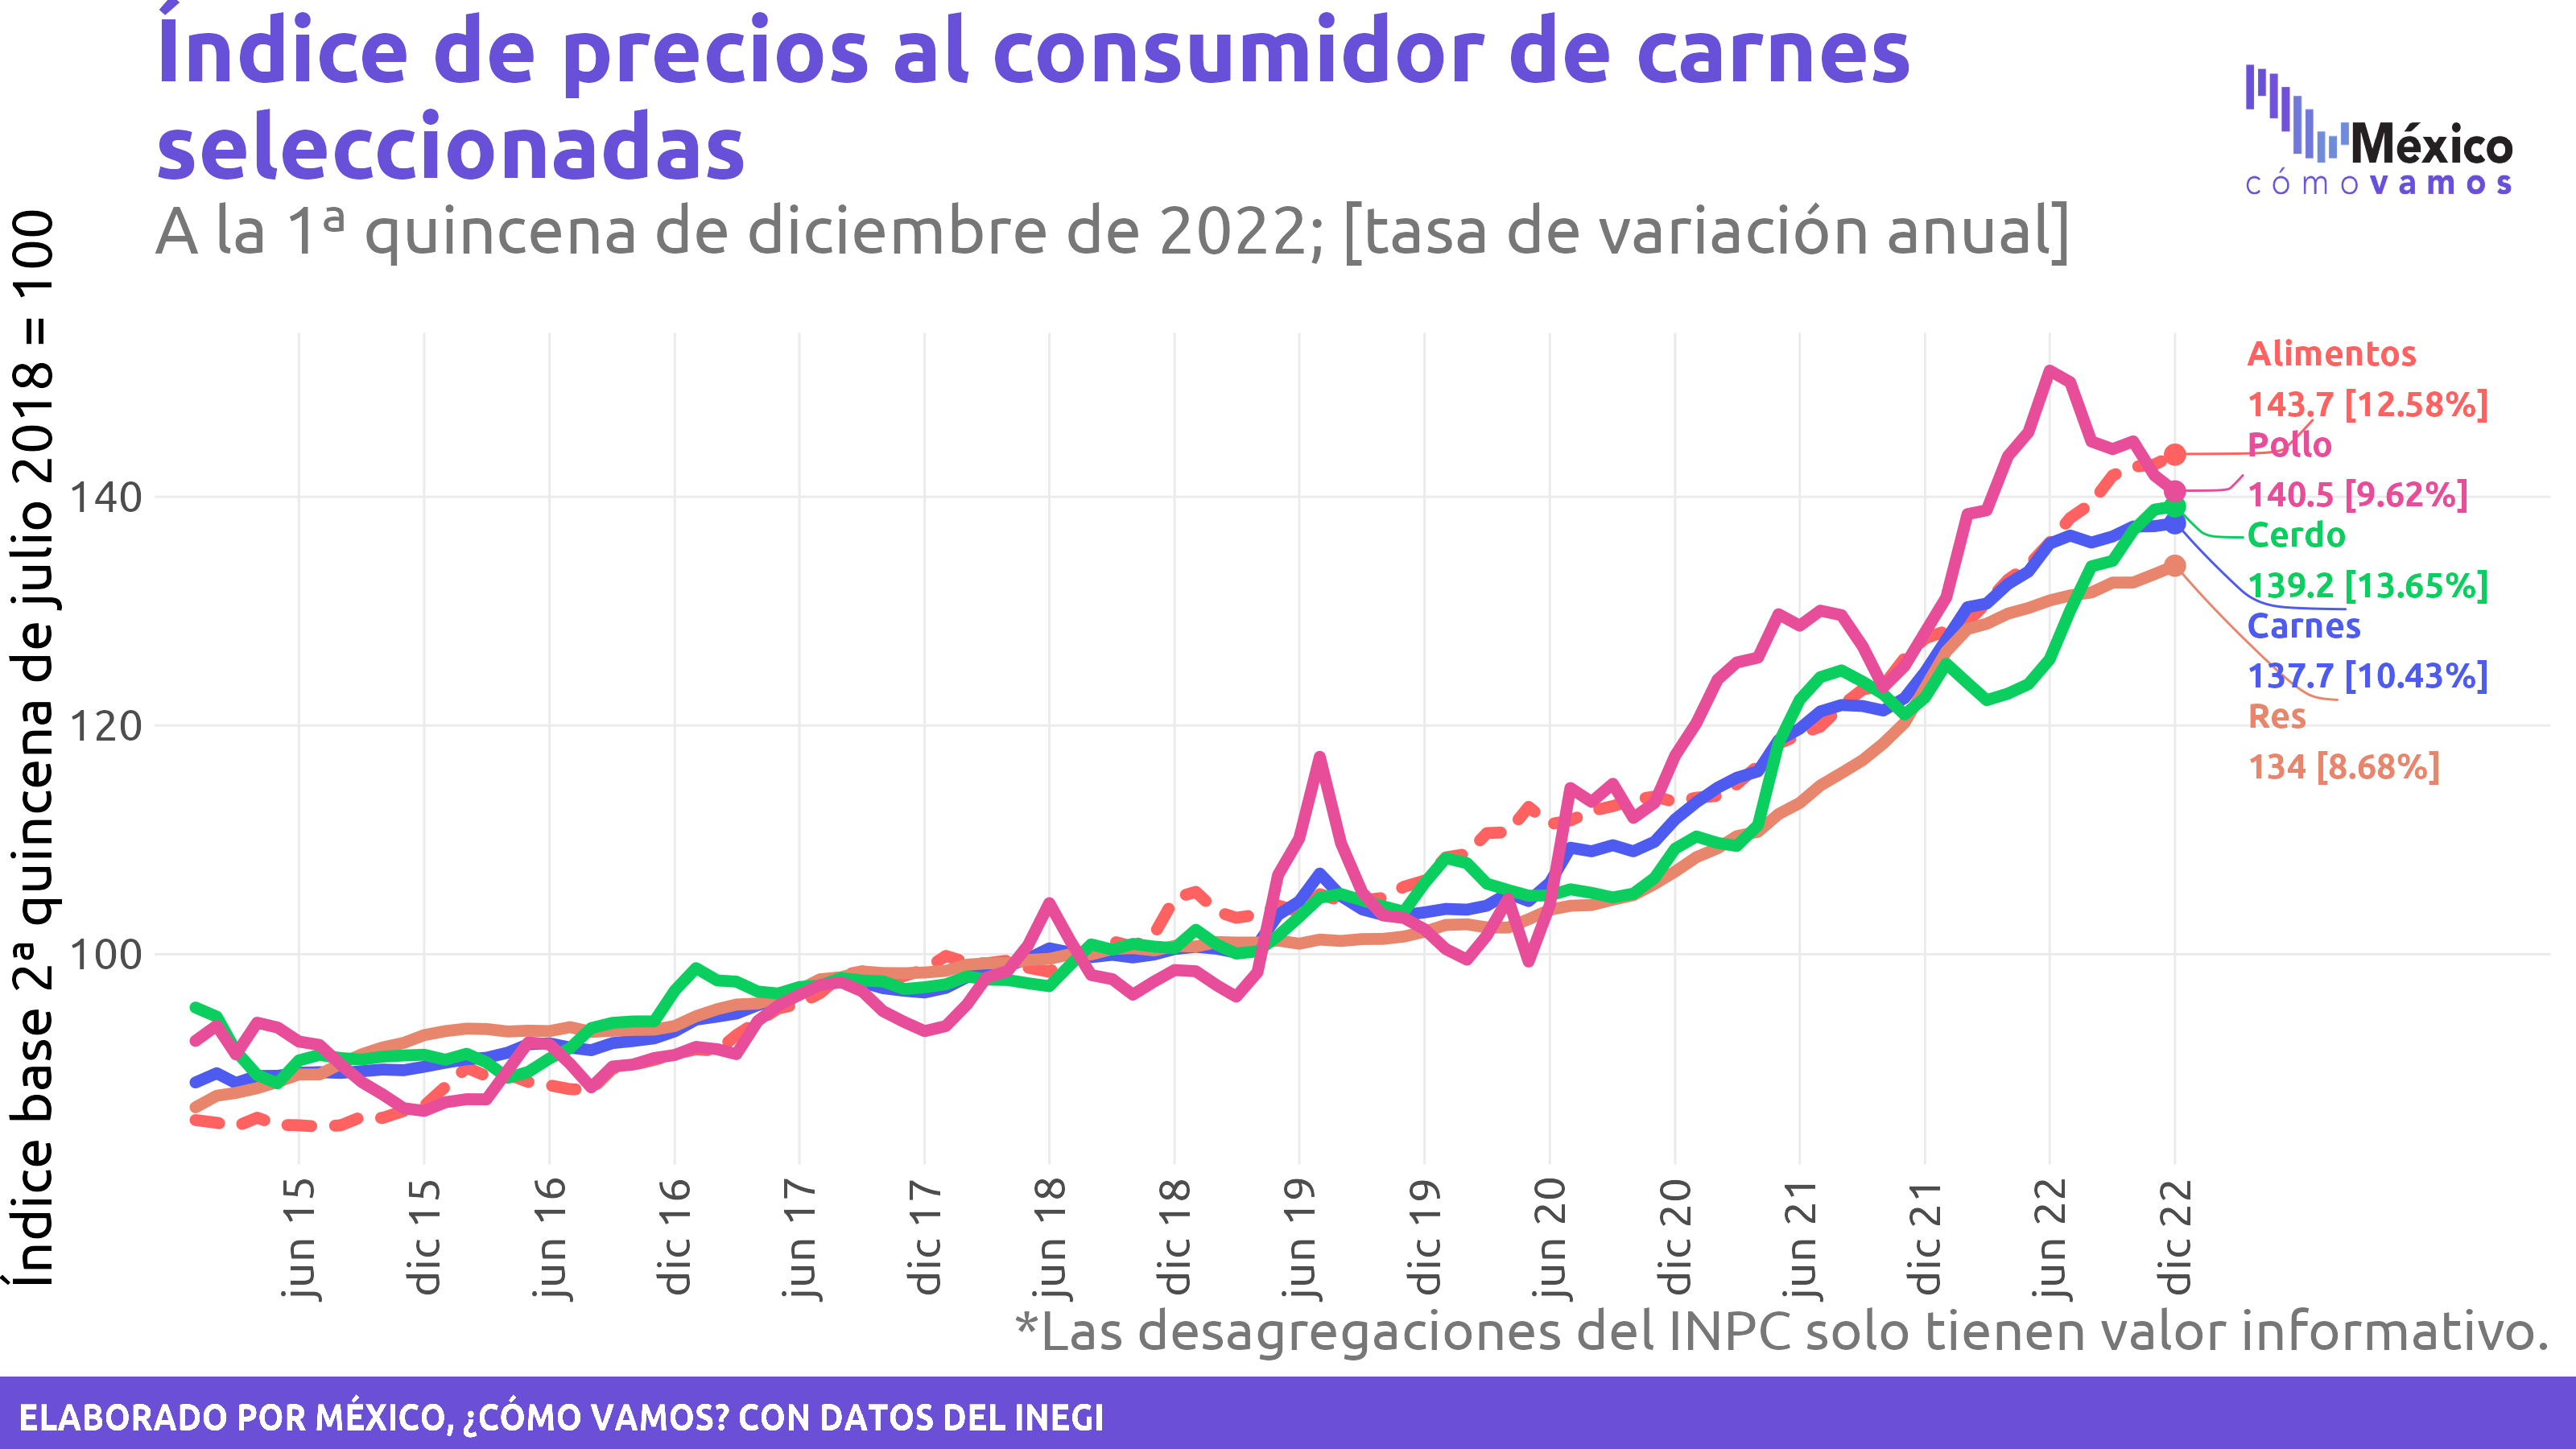 Índice de precios al consumidor de carnes
seleccionadas
A la 1ª quincena de diciembre de 2022; [tasa de variación anual]
México
cómo vamos
Índice base 2ª quincena de julio 2018 = 100
140
120
100
Alimentos
143.7 [12.58%]
Pollo
140.5 [9.62%]
Cerdo
139.2 [13.65%]
Carnes
137.7 [10.43%]
Res
134 [8.68%]
jun 15
dic 15
jun 16
dic 16
jun 17
dic 17
jun 18
dic 18
jun 19
dic 19
jun 20
dic 20
jun 21
dic 21
jun 22
dic 22
*Las desagregaciones del INPC solo tienen valor informativo.
ELABORADO POR MÉXICO, ¿CÓMO VAMOS? CON DATOS DEL INEGI